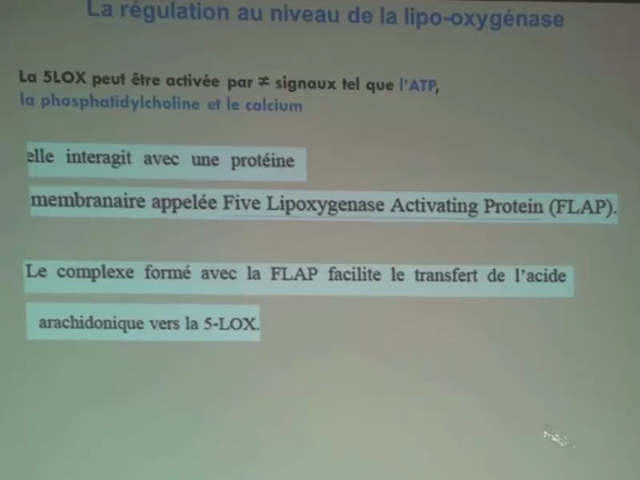 La régulation au niveau de la lipo-oxygénase
La 5LOX peut être activée par ≠ signaux tel que l'ATP,
la phosphatidylcholine et le calcium
elle interagit avec une protéine
membranaire appelée Five Lipoxygenase Activating Protein (FLAP).
Le complexe formé avec la FLAP facilite le transfert de l'acide
arachidonique vers la 5-LOX.